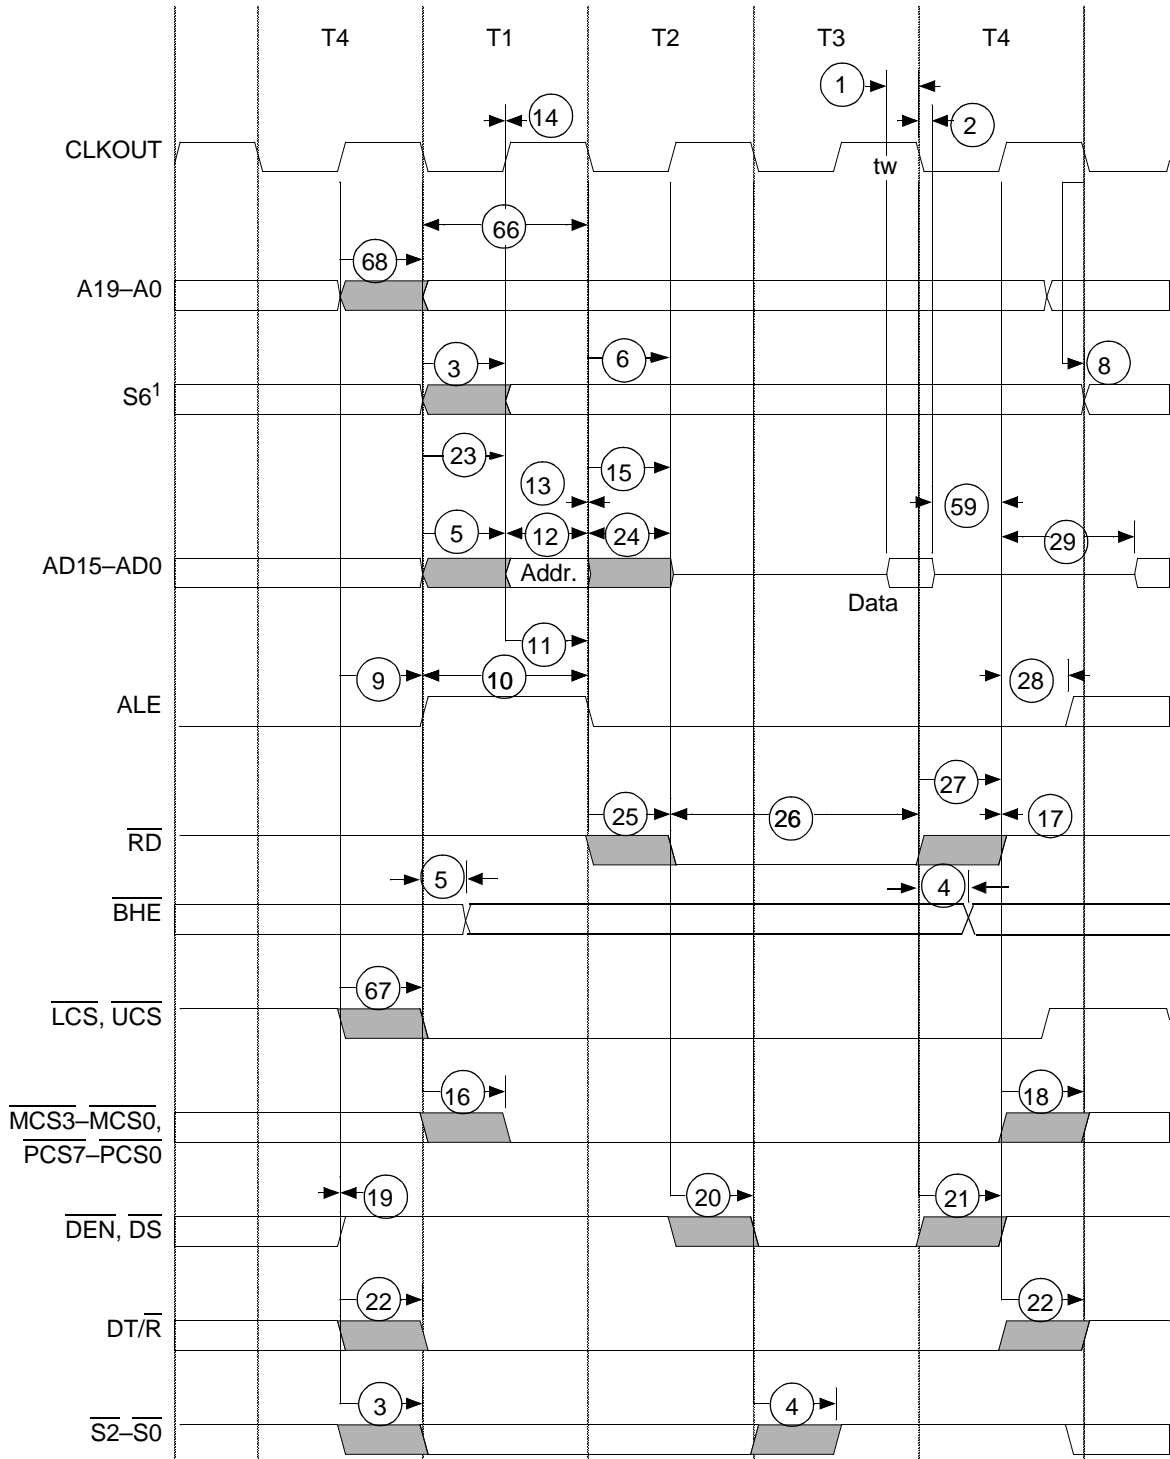 T4 T1 T2 T3 T4
1
14
2
CLKOUT
tw
66
68
A19–A0
3 6 8
S6¹
23
13 15
5 12 24 59 29
AD15–AD0 Addr.
Data
11
9 10 28
ALE
27
25 26 17
RD
5 4
BHE
67
LCS, UCS
16 18
MCS3–MCS0,
PCS7–PCS0
19 20 21
DEN, DS
22 22
DT/R
3 4
S2–S0